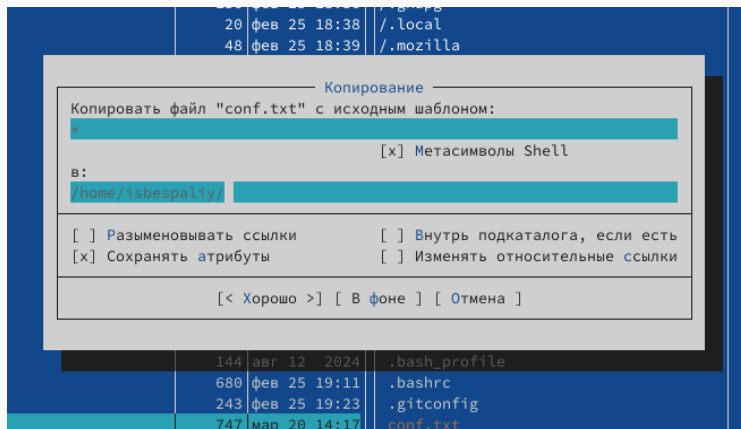 20 фев 25 18:38 /.local
48 фев 25 18:39 /.mozilla
Копирование
Копировать файл "conf.txt" с исходным шаблоном:
*
[x] Метасимволы Shell
в:
/home/isbespaliy/
[ ] Разыменовывать ссылки [ ] Внутрь подкаталога, если есть
[x] Сохранять атрибуты [ ] Изменять относительные ссылки
[< Хорошо >] [ В фоне ] [ Отмена ]
144 авг 12 2024 .bash_profile
680 фев 25 19:11 .bashrc
243 фев 25 19:23 .gitconfig
747 мар 20 14:17 conf.txt